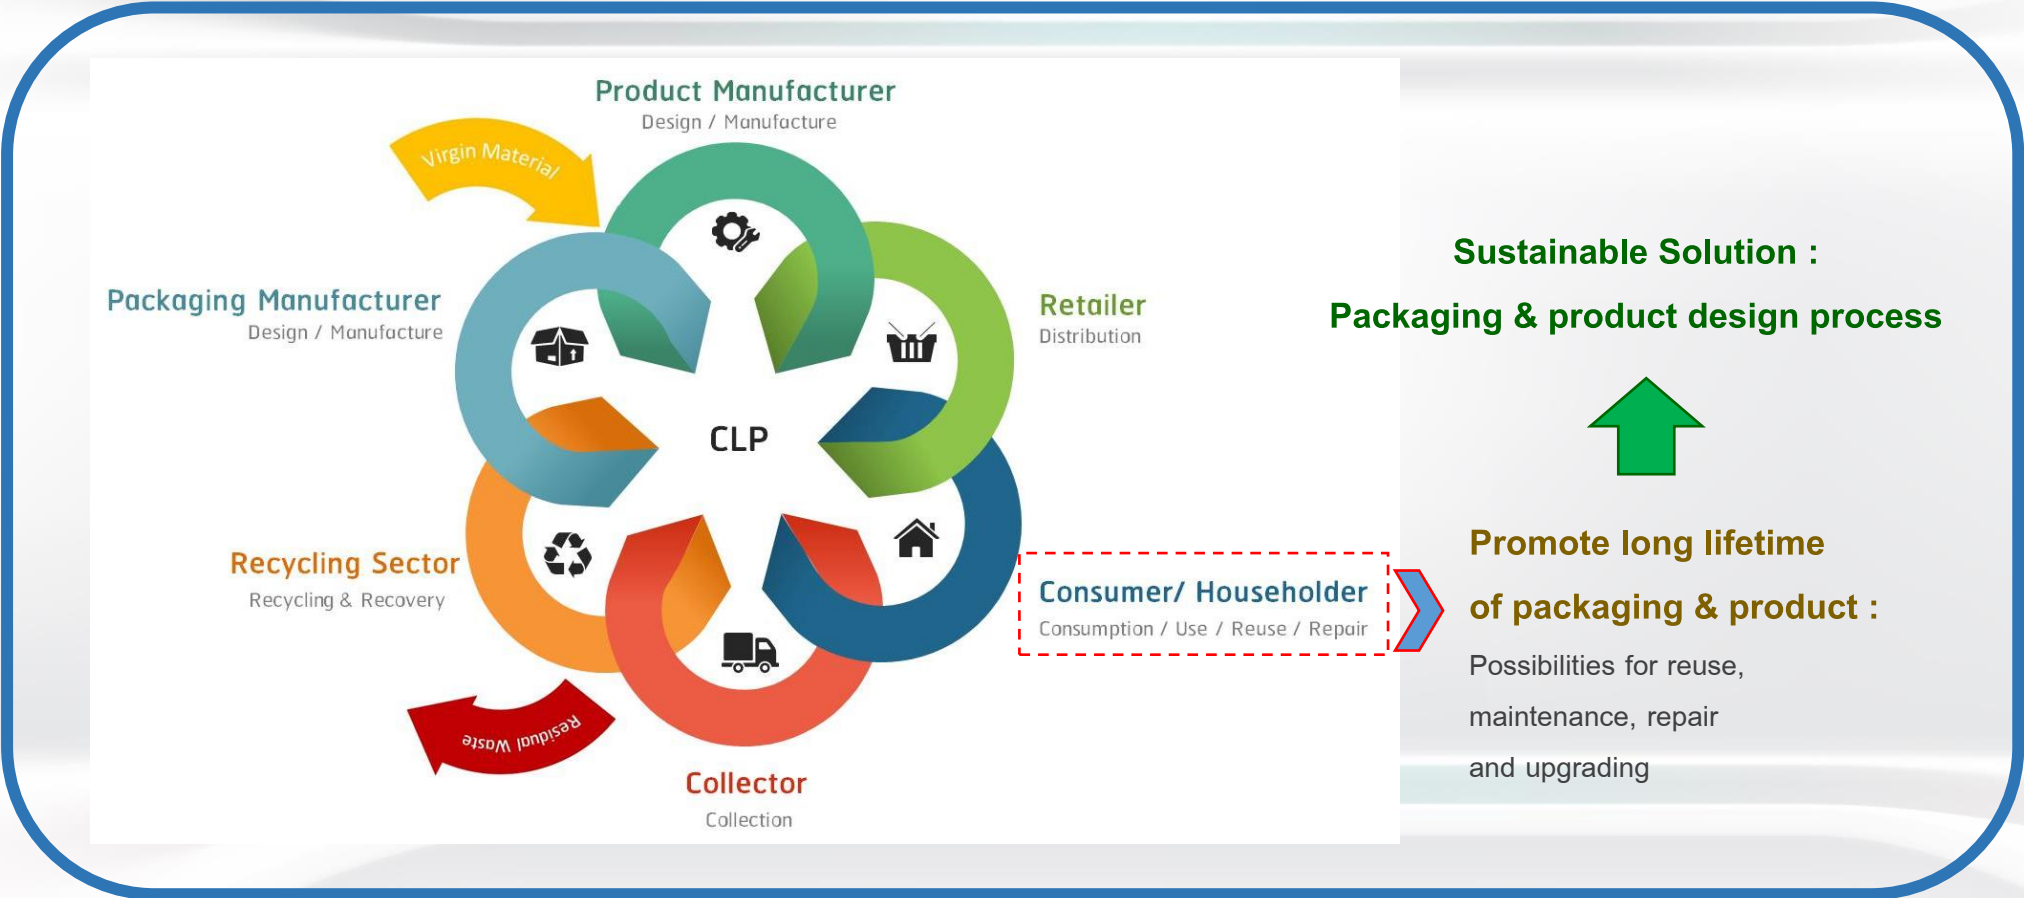 Product Manufacturer
Design / Manufacture
Virgin Material
Packaging Manufacturer
Design / Manufacture
Retailer
Distribution
CLP
Recycling Sector
Recycling & Recovery
Consumer/ Householder
Consumption / Use / Reuse / Repair
Residual Waste
Collector
Collection
Sustainable Solution :
Packaging & product design process
Promote long lifetime
of packaging & product :
Possibilities for reuse,
maintenance, repair
and upgrading